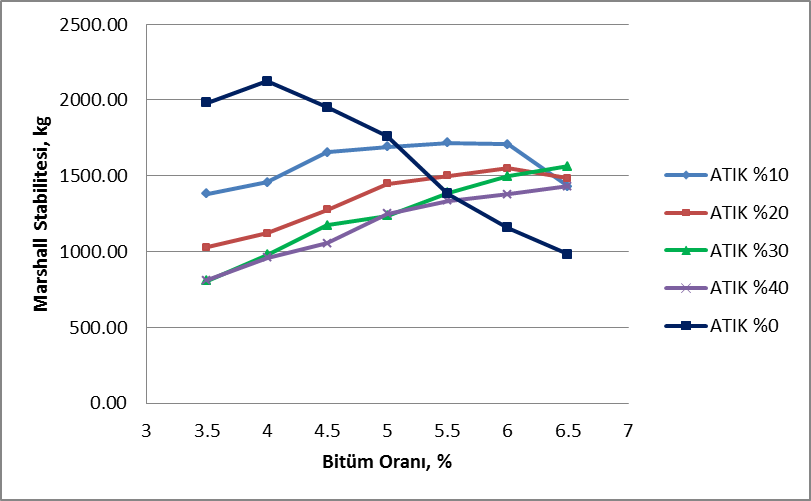 2500.00
2000.00
1500.00
1000.00
500.00
0.00
Marshall Stabilitesi, kg
3 3.5 4 4.5 5 5.5 6 6.5 7
Bitüm Oranı, %
ATIK %10
ATIK %20
ATIK %30
ATIK %40
ATIK %0